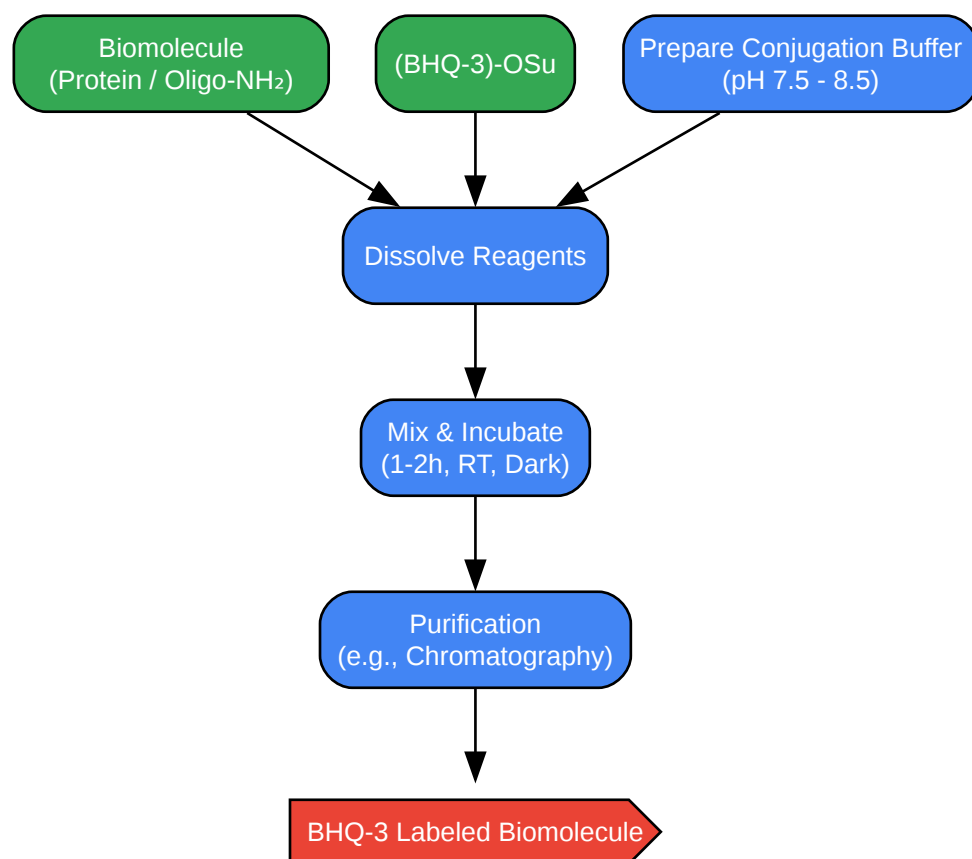 Biomolecule
(Protein / Oligo-NH₂)
(BHQ-3)-OSu
Prepare Conjugation Buffer
(pH 7.5 - 8.5)
Dissolve Reagents
Mix & Incubate
(1-2h, RT, Dark)
Purification
(e.g., Chromatography)
BHQ-3 Labeled Biomolecule